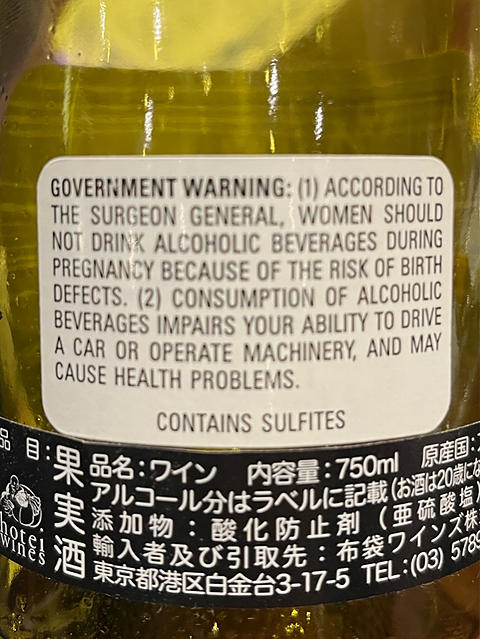 GOVERNMENT WARNING: (1) ACCORDING TO
THE SURGEON GENERAL, WOMEN SHOULD
NOT DRINK ALCOHOLIC BEVERAGES DURING
PREGNANCY BECAUSE OF THE RISK OF BIRTH
DEFECTS. (2) CONSUMPTION OF ALCOHOLIC
BEVERAGES IMPAIRS YOUR ABILITY TO DRIVE
A CAR OR OPERATE MACHINERY, AND MAY
CAUSE HEALTH PROBLEMS.
CONTAINS SULFITES
品 目:果実酒
hotei
wines
品名:ワイン 内容量:750ml 原産国:
アルコール分はラベルに記載(お酒は20歳にな
添加物:酸化防止剤(亜硫酸塩)
輸入者及び引取先:布袋ワインズ株
東京都港区白金台3-17-5 TEL:(03) 5789